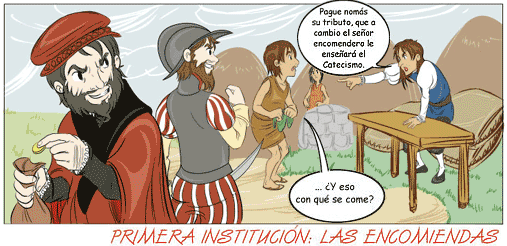 Pague nomás
su tributo, que a
cambio el señor
encomendero le
enseñará el
Catecismo.
... ¿Y eso
con qué se come?
PRIMERA INSTITUCIÓN: LAS ENCOMIENDAS